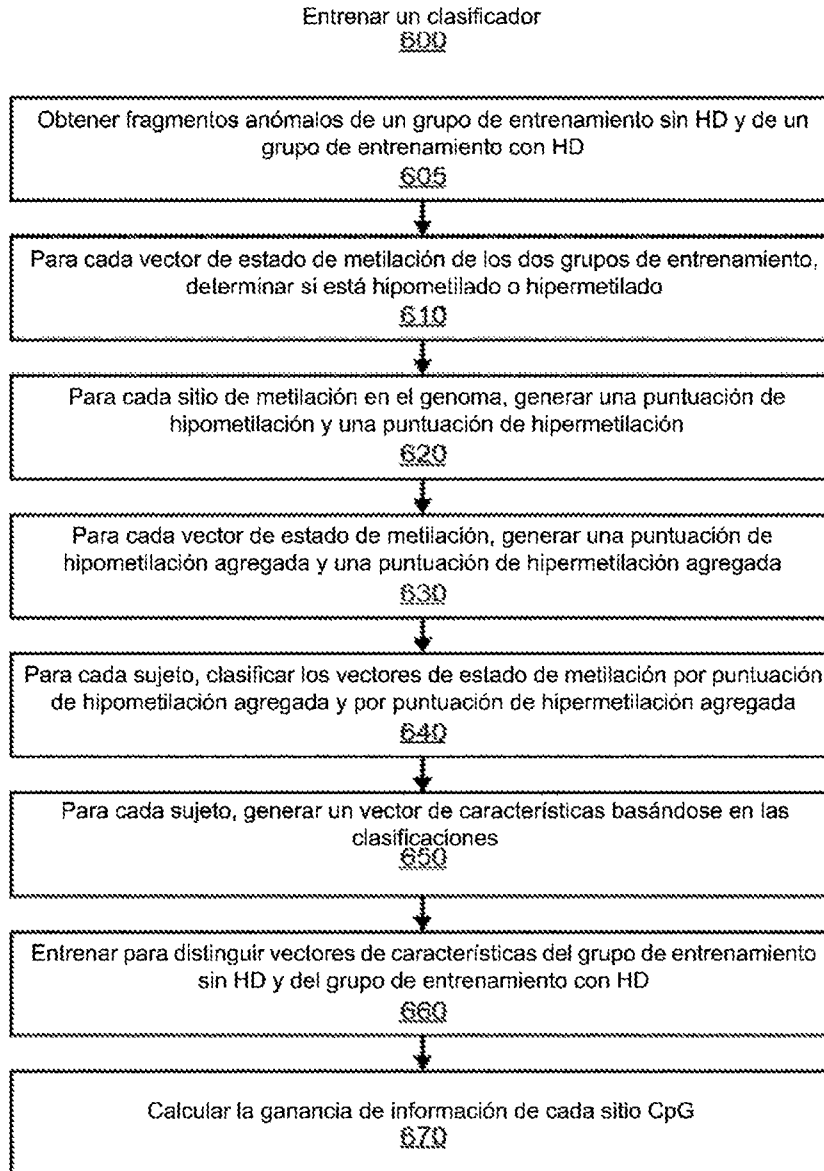 Entrenar un clasificador
600
Obtener fragmentos anómalos de un grupo de entrenamiento sin HD y de un
grupo de entrenamiento con HD
605
Para cada vector de estado de metilación de los dos grupos de entrenamiento,
determinar si está hipometilado o hipermetilado
610
Para cada sitio de metilación en el genoma, generar una puntuación de
hipometilación y una puntuación de hipermetilación
620
Para cada vector de estado de metilación, generar una puntuación de
hipometilación agregada y una puntuación de hipermetilación agregada
630
Para cada sujeto, clasificar los vectores de estado de metilación por puntuación
de hipometilación agregada y por puntuación de hipermetilación agregada
640
Para cada sujeto, generar un vector de características basándose en las
clasificaciones
650
Entrenar para distinguir vectores de características del grupo de entrenamiento
sin HD y del grupo de entrenamiento con HD
660
Calcular la ganancia de información de cada sitio CpG
670